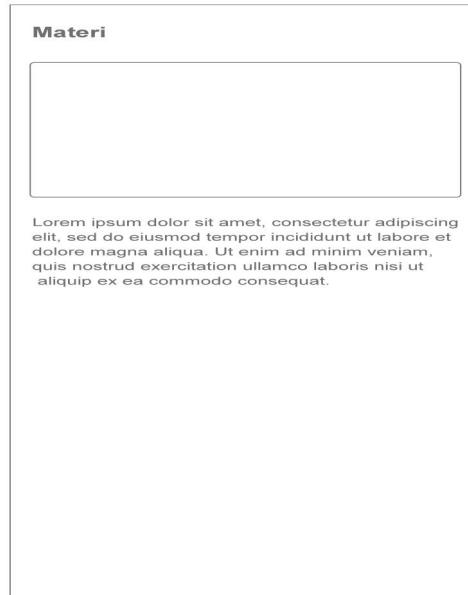 Materi
Lorem ipsum dolor sit amet, consectetur adipiscing
elit, sed do eiusmod tempor incididunt ut labore et
dolore magna aliqua. Ut enim ad minim veniam,
quis nostrud exercitation ullamco laboris nisi ut
aliquip ex ea commodo consequat.